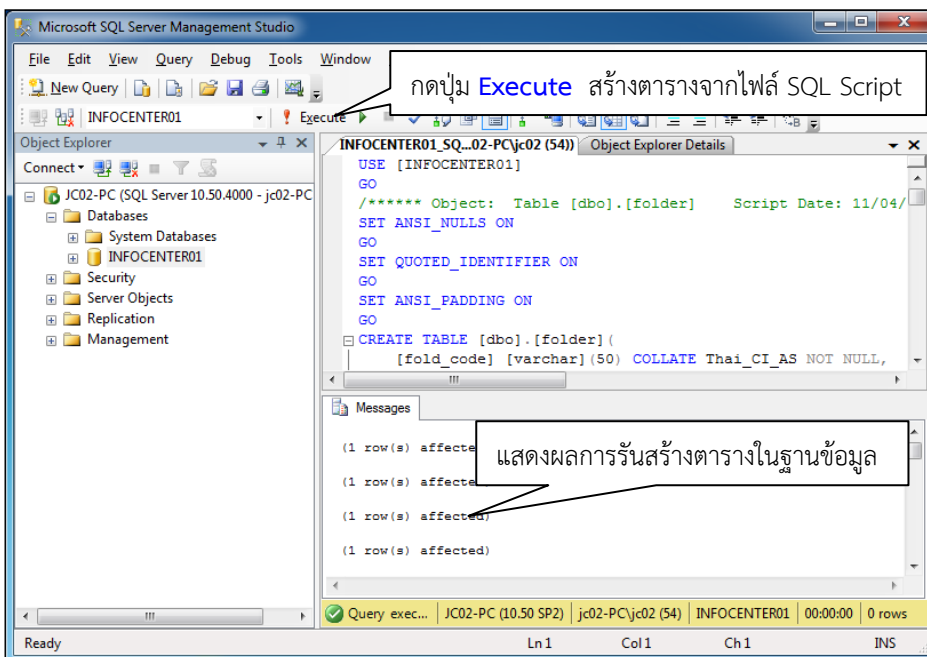 Microsoft SQL Server Management Studio
File Edit View Query Debug Tools Window
กดปุ่ม Execute สร้างตารางจากไฟล์ SQL Script
New Query
INFOCENTER01
Execute
Object Explorer
INFOCENTER01_SQ...02-PC\jc02 (54))
Object Explorer Details
Connect
JC02-PC (SQL Server 10.50.4000 - jc02-PC
Databases
System Databases
INFOCENTER01
Security
Server Objects
Replication
Management
USE [INFOCENTER01]
GO
/****** Object: Table [dbo].[folder] Script Date: 11/04/
SET ANSI_NULLS ON
GO
SET QUOTED_IDENTIFIER ON
GO
SET ANSI_PADDING ON
GO
CREATE TABLE [dbo].[folder](
[fold_code] [varchar](50) COLLATE Thai_CI_AS NOT NULL,
Messages
(1 row(s) affecte
แสดงผลการรันสร้างตารางในฐานข้อมูล
(1 row(s) affected)
(1 row(s) affected)
(1 row(s) affected)
Query exec... JC02-PC (10.50 SP2) jc02-PC\jc02 (54) INFOCENTER01 00:00:00 0 rows
Ready Ln 1 Col 1 Ch 1 INS